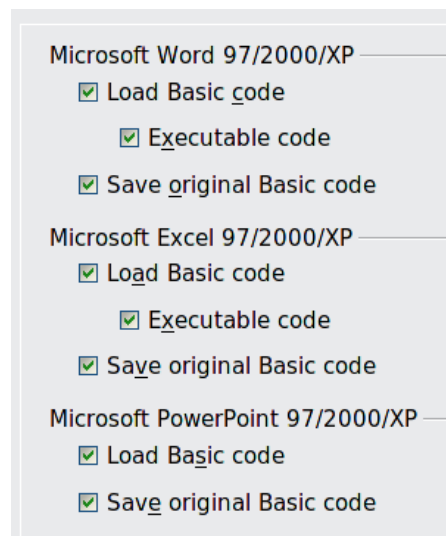 Microsoft Word 97/2000/XP
Load Basic code
Executable code
Save original Basic code
Microsoft Excel 97/2000/XP
Load Basic code
Executable code
Save original Basic code
Microsoft PowerPoint 97/2000/XP
Load Basic code
Save original Basic code